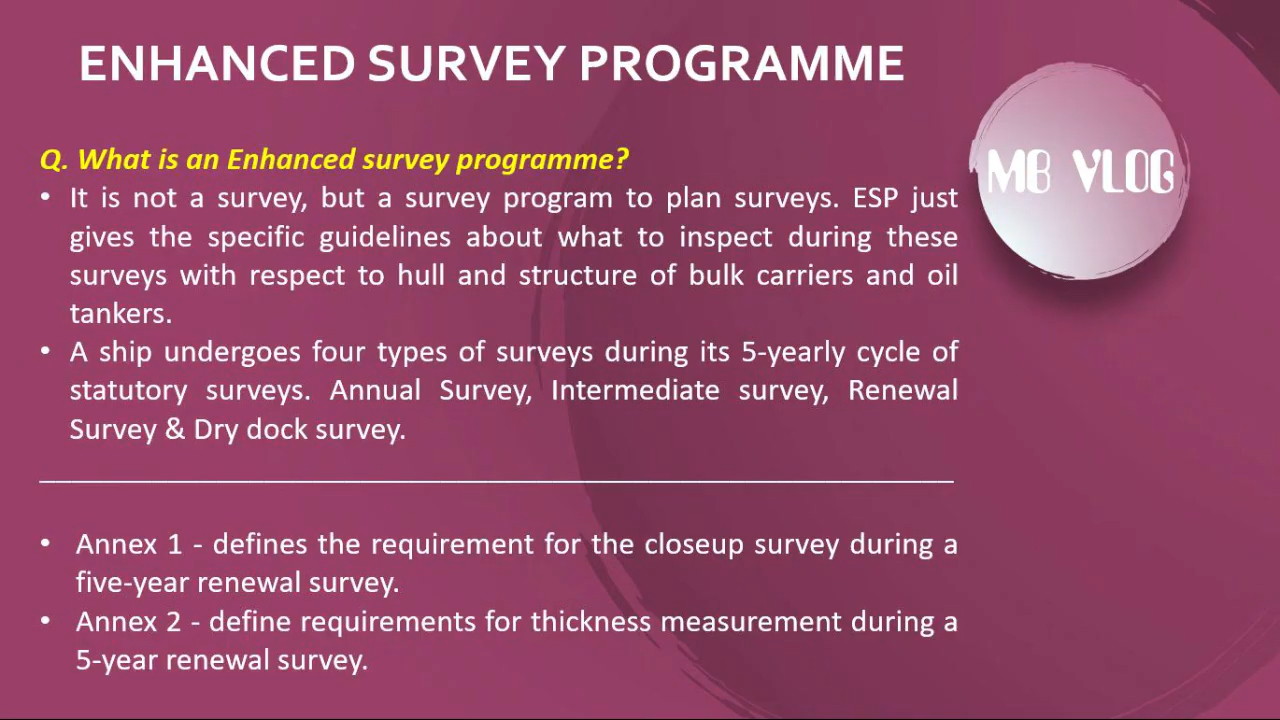 ENHANCED SURVEY PROGRAMME
MB VLOG
Q. What is an Enhanced survey programme?
• It is not a survey, but a survey program to plan surveys. ESP just
gives the specific guidelines about what to inspect during these
surveys with respect to hull and structure of bulk carriers and oil
tankers.
• A ship undergoes four types of surveys during its 5-yearly cycle of
statutory surveys. Annual Survey, Intermediate survey, Renewal
Survey & Dry dock survey.
• Annex 1 - defines the requirement for the closeup survey during a
five-year renewal survey.
• Annex 2 - define requirements for thickness measurement during a
5-year renewal survey.